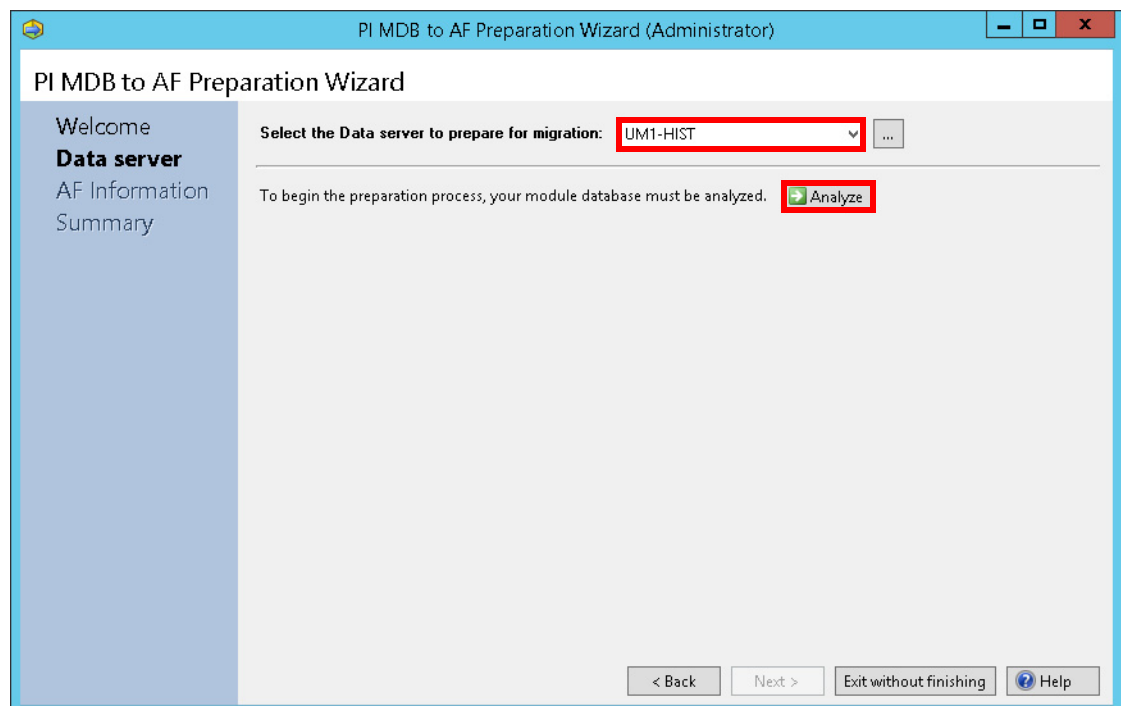 PI MDB to AF Preparation Wizard (Administrator)
PI MDB to AF Preparation Wizard
Welcome
Data server
AF Information
Summary
Select the Data server to prepare for migration: UM1-HIST ...
To begin the preparation process, your module database must be analyzed. Analyze
< Back Next > Exit without finishing Help